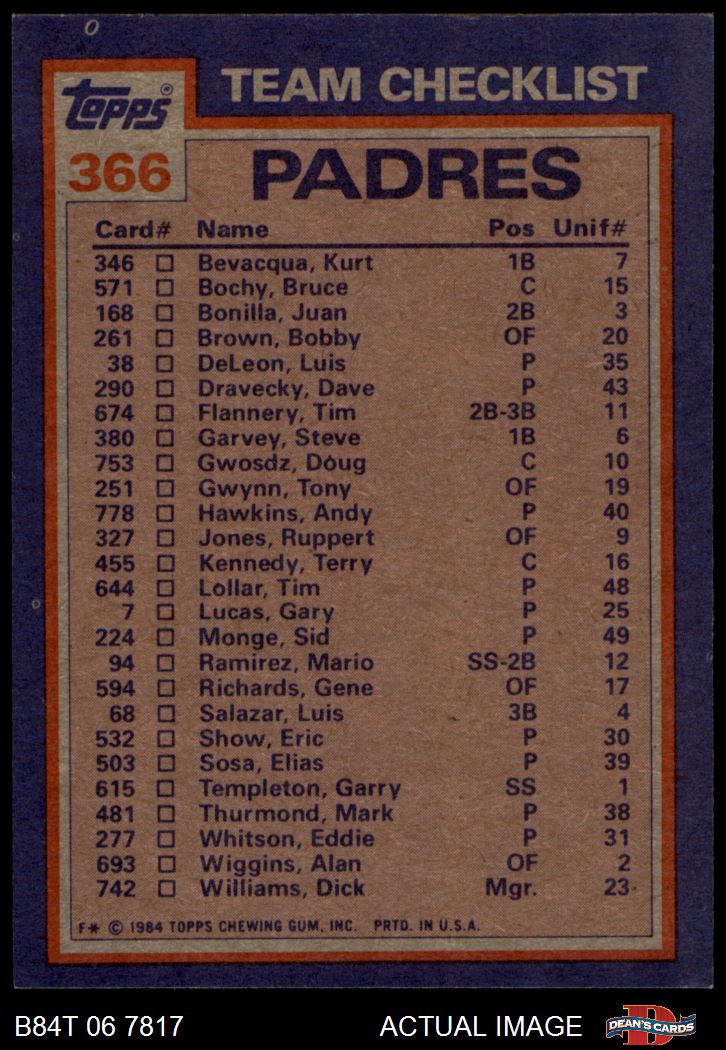 0
TEAM CHECKLIST
Topps®
366
PADRES
Card# Name Pos Unif#
346 Bevacqua, Kurt 1B 7
571 Bochy, Bruce C 15
168 Bonilla, Juan 2B 3
261 Brown, Bobby OF 20
38 DeLeon, Luis P 35
290 Dravecky, Dave P 43
674 Flannery, Tim 2B-3B 11
380 Garvey, Steve 1B 6
753 Gwosdz, Doug C 10
251 Gwynn, Tony OF 19
778 Hawkins, Andy P 40
327 Jones, Ruppert OF 9
455 Kennedy, Terry C 16
644 Lollar, Tim P 48
7 Lucas, Gary P 25
224 Monge, Sid P 49
94 Ramirez, Mario SS-2B 12
594 Richards, Gene OF 17
68 Salazar, Luis 3B 4
532 Show, Eric P 30
503 Sosa, Elias P 39
615 Templeton, Garry SS 1
481 Thurmond, Mark P 38
277 Whitson, Eddie P 31
693 Wiggins, Alan OF 2
742 Williams, Dick Mgr. 23
F* © 1984 TOPPS CHEWING GUM, INC. PRTD. IN U.S.A.
B84T 06 7817 ACTUAL IMAGE D DEAN'S CARDS